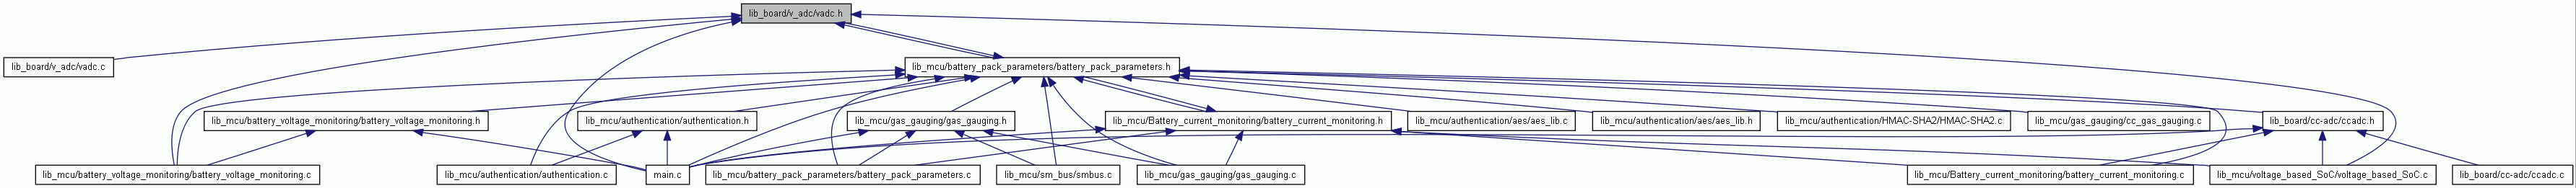 lib_board/v_adc/vadc.h
lib_board/v_adc/vadc.c
lib_mcu/battery_pack_parameters/battery_pack_parameters.h
lib_mcu/battery_voltage_monitoring/battery_voltage_monitoring.h
lib_mcu/authentication/authentication.h
lib_mcu/gas_gauging/gas_gauging.h
lib_mcu/Battery_current_monitoring/battery_current_monitoring.h
lib_mcu/authentication/aes/aes_lib.c
lib_mcu/authentication/aes/aes_lib.h
lib_mcu/authentication/HMAC-SHA2/HMAC-SHA2.c
lib_mcu/gas_gauging/cc_gas_gauging.c
lib_board/cc-adc/ccadc.h
lib_mcu/battery_voltage_monitoring/battery_voltage_monitoring.c
lib_mcu/authentication/authentication.c
main.c
lib_mcu/battery_pack_parameters/battery_pack_parameters.c
lib_mcu/sm_bus/smbus.c
lib_mcu/gas_gauging/gas_gauging.c
lib_mcu/Battery_current_monitoring/battery_current_monitoring.c
lib_mcu/voltage_based_SoC/voltage_based_SoC.c
lib_board/cc-adc/ccadc.c